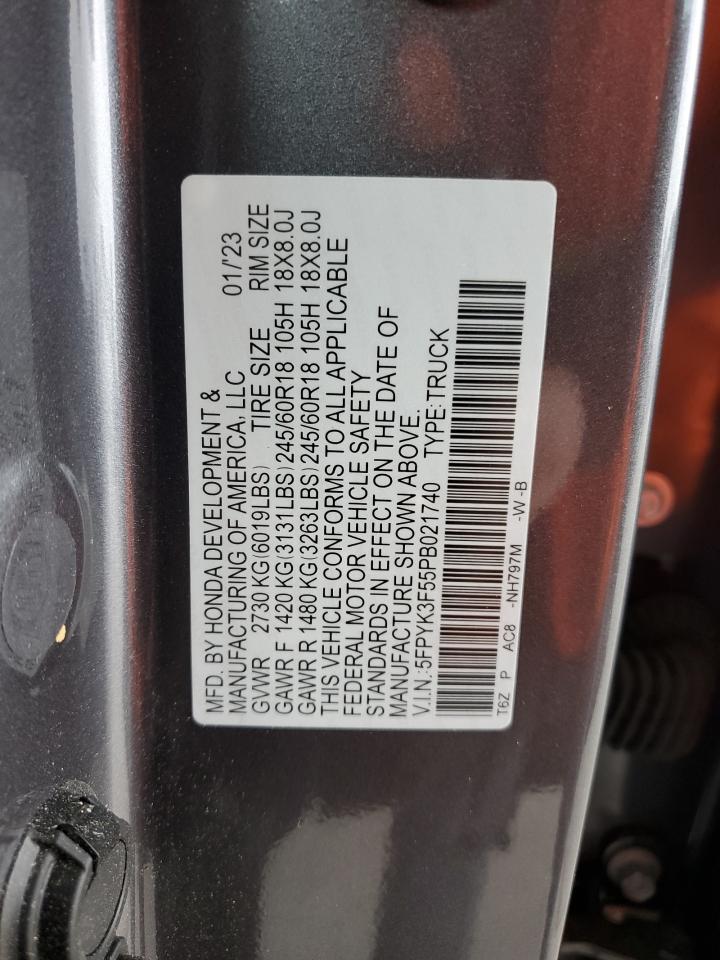 MFD. BY HONDA DEVELOPMENT &
MANUFACTURING OF AMERICA, LLC 01/'23
GVWR 2730 KG(6019LBS) TIRE SIZE RIM SIZE
GAWR F 1420 KG(3131LBS)245/60R18 105H 18X8.0J
GAWR R 1480 KG(3263LBS)245/60R18 105H 18X8.0J
THIS VEHICLE CONFORMS TO ALL APPLICABLE
FEDERAL MOTOR VEHICLE SAFETY
STANDARDS IN EFFECT ON THE DATE OF
MANUFACTURE SHOWN ABOVE.
V.I.N.:5FPYK3F55PB021740 TYPE:TRUCK
T6Z P AC8 -NH797M -W -B